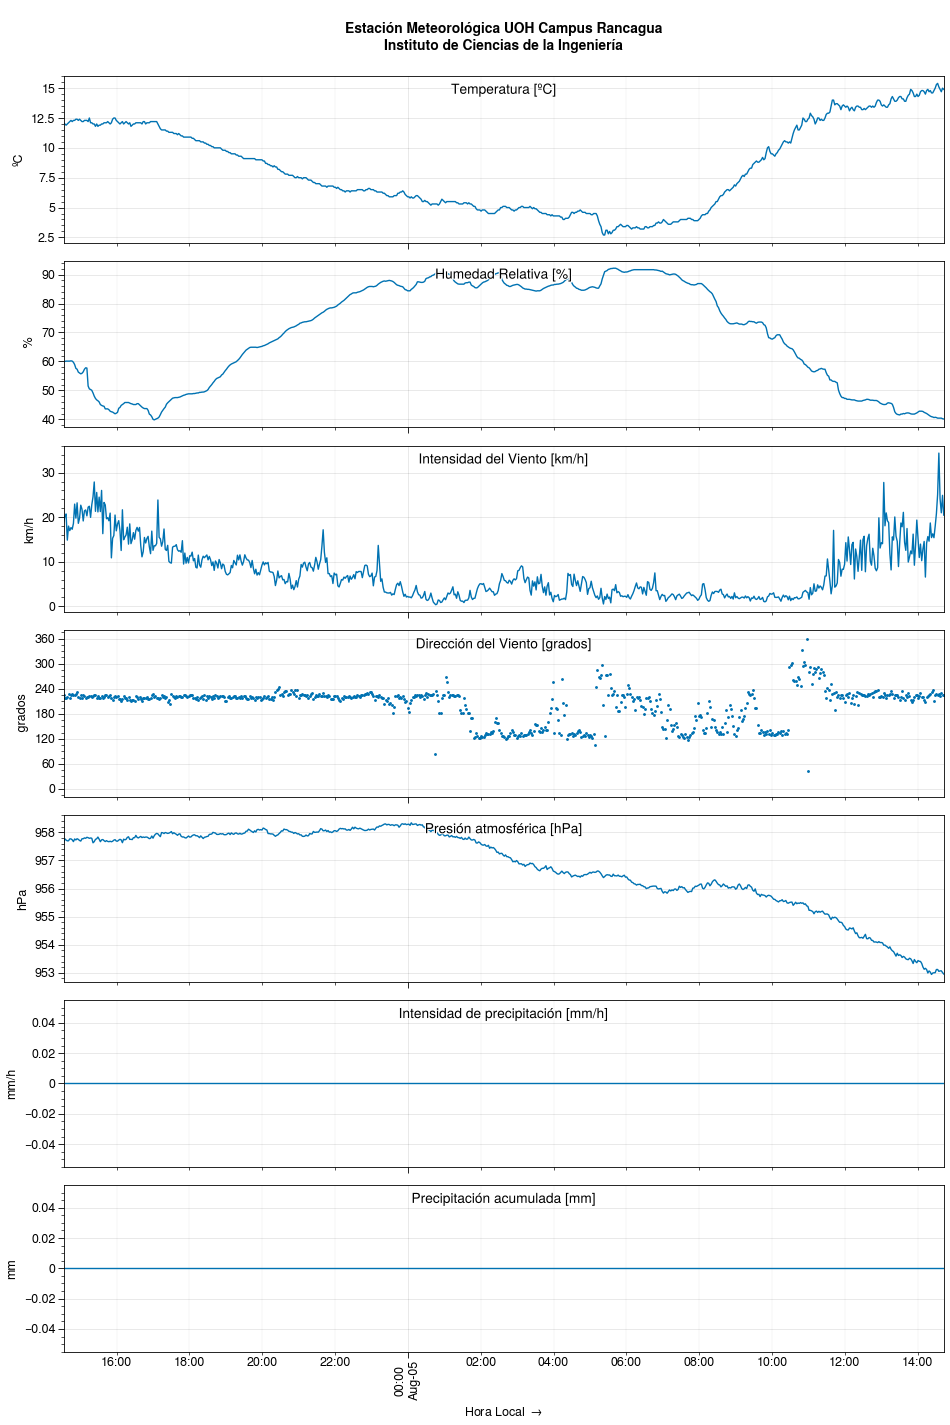 Estación Meteorológica UOH Campus Rancagua
Instituto de Ciencias de la Ingeniería
Temperatura [ºC]
15
12.5
10
7.5
5
2.5
ºC
Humedad Relativa [%]
90
80
70
60
50
40
%
Intensidad del Viento [km/h]
30
20
10
0
km/h
Dirección del Viento [grados]
360
300
240
180
120
60
0
grados
Presión atmosférica [hPa]
958
957
956
955
954
953
hPa
Intensidad de precipitación [mm/h]
0.04
0.02
0
−0.02
−0.04
mm/h
Precipitación acumulada [mm]
0.04
0.02
0
−0.02
−0.04
mm
16:00 18:00 20:00 22:00 00:00 02:00 04:00 06:00 08:00 10:00 12:00 14:00
Aug-05
Hora Local →